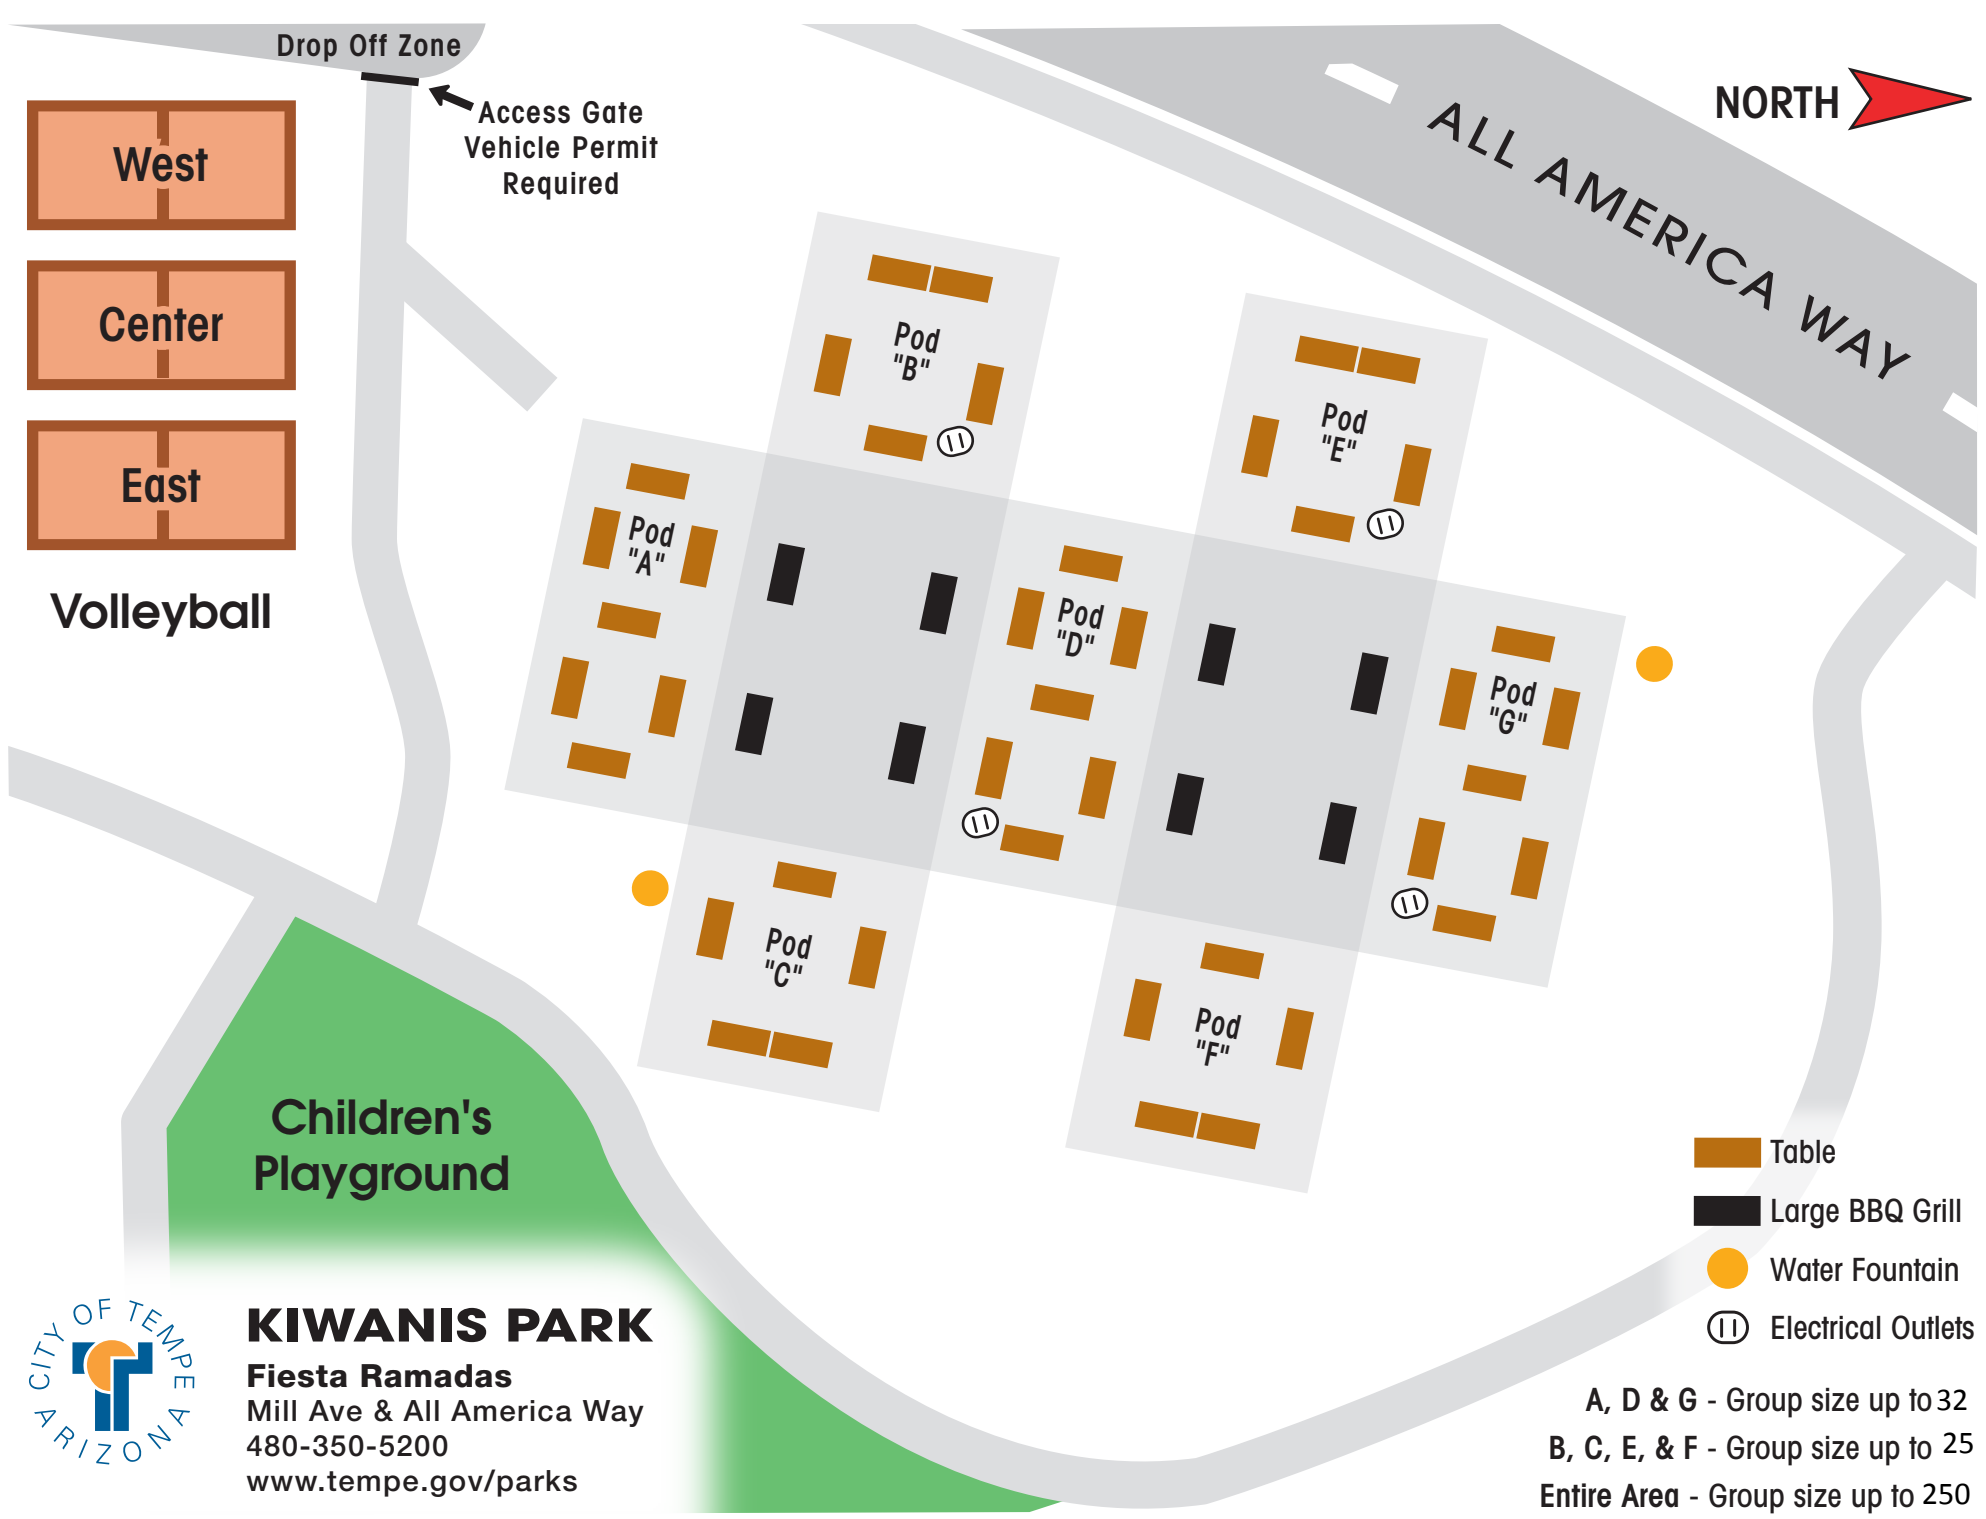 Drop Off Zone
Access Gate
Vehicle Permit
Required
NORTH
ALL AMERICA WAY
West
Center
East
Volleyball
Pod
"B"
Pod
"E"
Pod
"A"
Pod
"D"
Pod
"G"
Pod
"C"
Pod
"F"
Children's
Playground
Table
Large BBQ Grill
Water Fountain
Electrical Outlets
CITY OF TEMPE
ARIZONA
KIWANIS PARK
Fiesta Ramadas
Mill Ave & All America Way
480-350-5200
www.tempe.gov/parks
A, D & G - Group size up to 32
B, C, E, & F - Group size up to 25
Entire Area - Group size up to 250